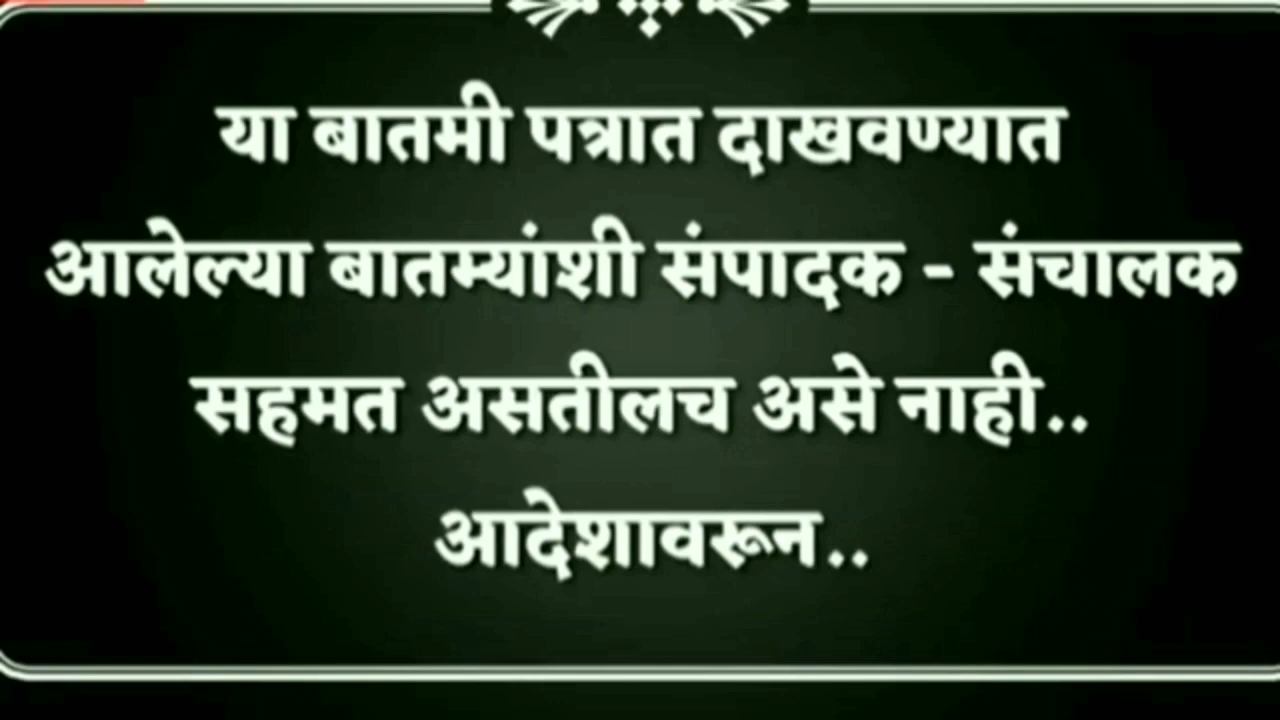 या बातमी पत्रात दाखवण्यात
आलेल्या बातम्यांशी संपादक - संचालक
सहमत असतीलच असे नाही..
आदेशावरून..